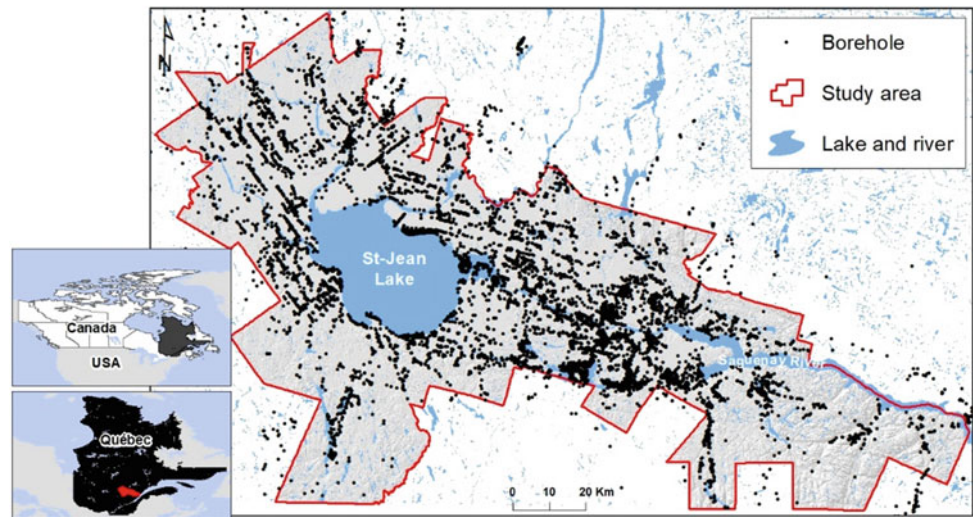 N
Borehole
Study area
Lake and river
St-Jean
Lake
Saguenay River
Canada
USA
Québec
0 10 20 Km